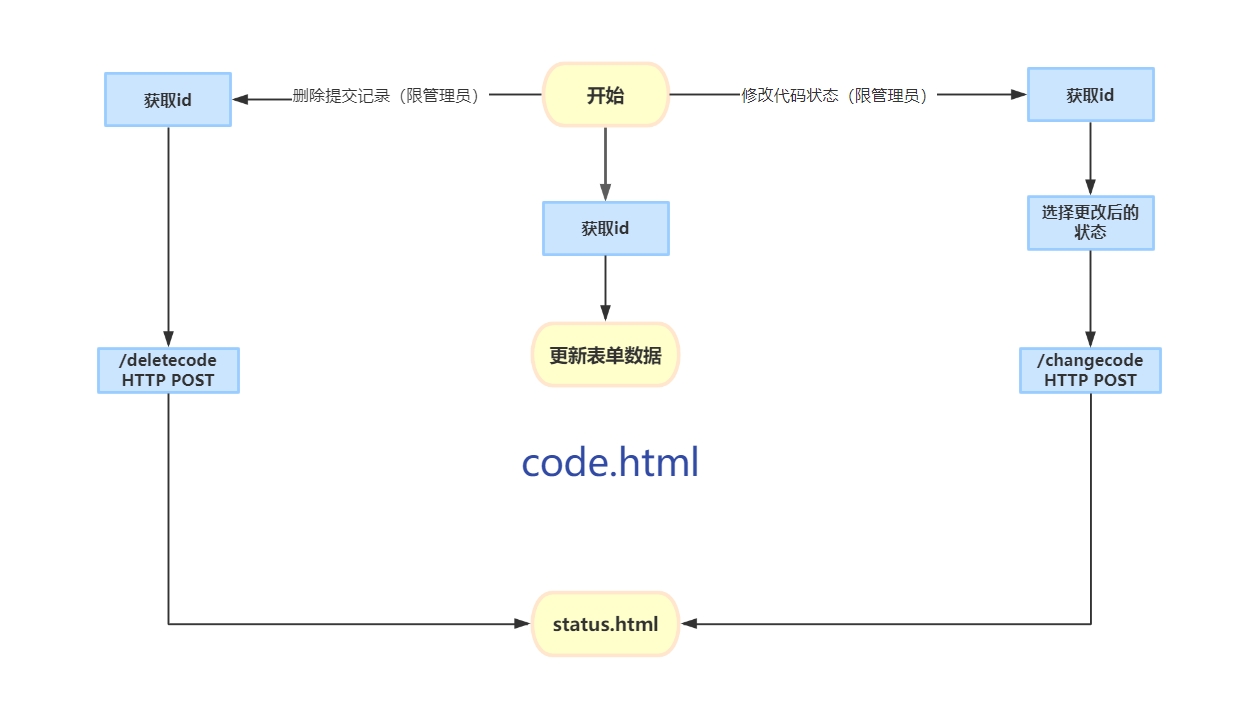 开始
删除提交记录（限管理员）
修改代码状态（限管理员）
获取id
获取id
获取id
选择更改后的
状态
更新表单数据
/deletecode
HTTP POST
/changecode
HTTP POST
code.html
status.html